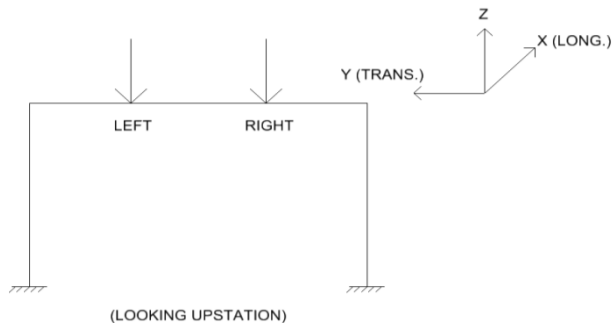 Z
X (LONG.)
Y (TRANS.)
LEFT
RIGHT
(LOOKING UPSTATION)